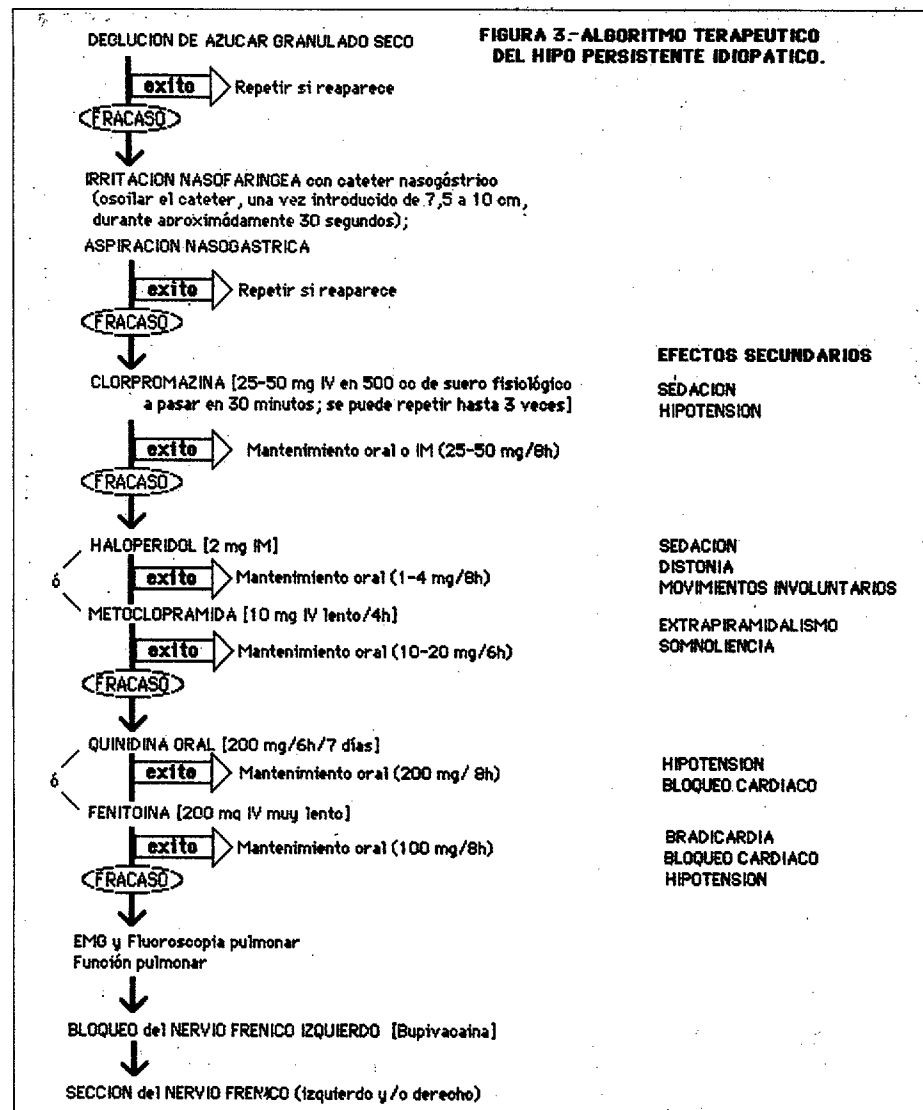 DEGLUCION DE AZUCAR GRANULADO SECO
FIGURA 3.-ALGORITMO TERAPEUTICO
DEL HIPO PERSISTENTE IDIOPATICO.
exito
Repetir si reaparece
FRACASO
IRRITACION NASOFARINGEA con cateter nasogástrico
(oscilar el cateter, una vez introducido de 7,5 a 10 cm,
durante aproximádamente 30 segundos);
ASPIRACION NASOGASTRICA
exito
Repetir si reaparece
FRACASO
EFECTOS SECUNDARIOS
CLORPROMAZINA [25-50 mg IV en 500 cc de suero fisiológico
a pasar en 30 minutos; se puede repetir hasta 3 veces]
SEDACION
HIPOTENSION
exito
Mantenimiento oral o IM (25-50 mg/8h)
FRACASO
HALOPERIDOL [2 mg IM]
SEDACION
DISTONIA
MOVIMIENTOS INVOLUNTARIOS
ó
exito
Mantenimiento oral (1-4 mg/8h)
METOCLOPRAMIDA [10 mg IV lento/4h]
EXTRAPIRAMIDALISMO
SOMNOLIENCIA
exito
Mantenimiento oral (10-20 mg/6h)
FRACASO
QUINIDINA ORAL [200 mg/6h/7 días]
HIPOTENSION
BLOQUEO CARDIACO
ó
exito
Mantenimiento oral (200 mg/ 8h)
FENITOINA [200 mg IV muy lento]
BRADICARDIA
BLOQUEO CARDIACO
HIPOTENSION
exito
Mantenimiento oral (100 mg/8h)
FRACASO
EMG y Fluoroscopia pulmonar
Función pulmonar
BLOQUEO del NERVIO FRENICO IZQUIERDO [Bupivacaina]
SECCION del NERVIO FRENICO (izquierdo y/o derecho)